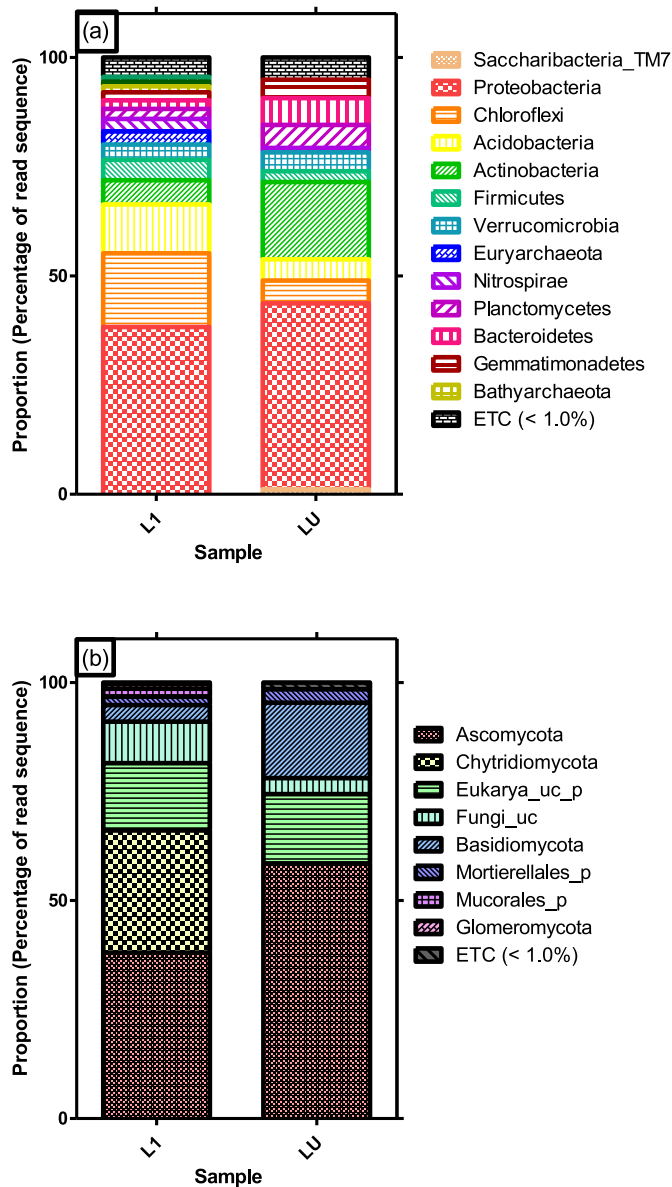 (a)
100
50
0
Proportion (Percentage of read sequence)
L1
LU
Sample
Saccharibacteria_TM7
Proteobacteria
Chloroflexi
Acidobacteria
Actinobacteria
Firmicutes
Verrucomicrobia
Euryarchaeota
Nitrospirae
Planctomycetes
Bacteroidetes
Gemmatimonadetes
Bathyarchaeota
ETC (< 1.0%)
(b)
100
50
0
Proportion (Percentage of read sequence)
L1
LU
Sample
Ascomycota
Chytridiomycota
Eukarya_uc_p
Fungi_uc
Basidiomycota
Mortierellales_p
Mucorales_p
Glomeromycota
ETC (< 1.0%)